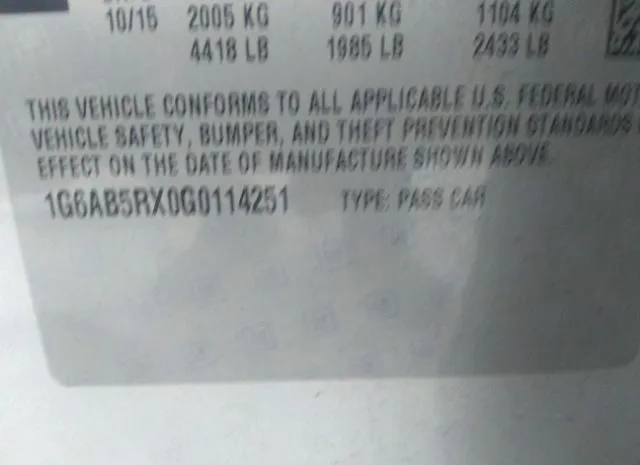 10/15 2005 KG 901 KG 1104 KG
4418 LB 1985 LB 2433 LB
THIS VEHICLE CONFORMS TO ALL APPLICABLE U.S. FEDERAL MOT
VEHICLE SAFETY, BUMPER, AND THEFT PREVENTION STANDARDS
EFFECT ON THE DATE OF MANUFACTURE SHOWN ABOVE.
1G6AB5RX0G0114251 TYPE: PASS CAR